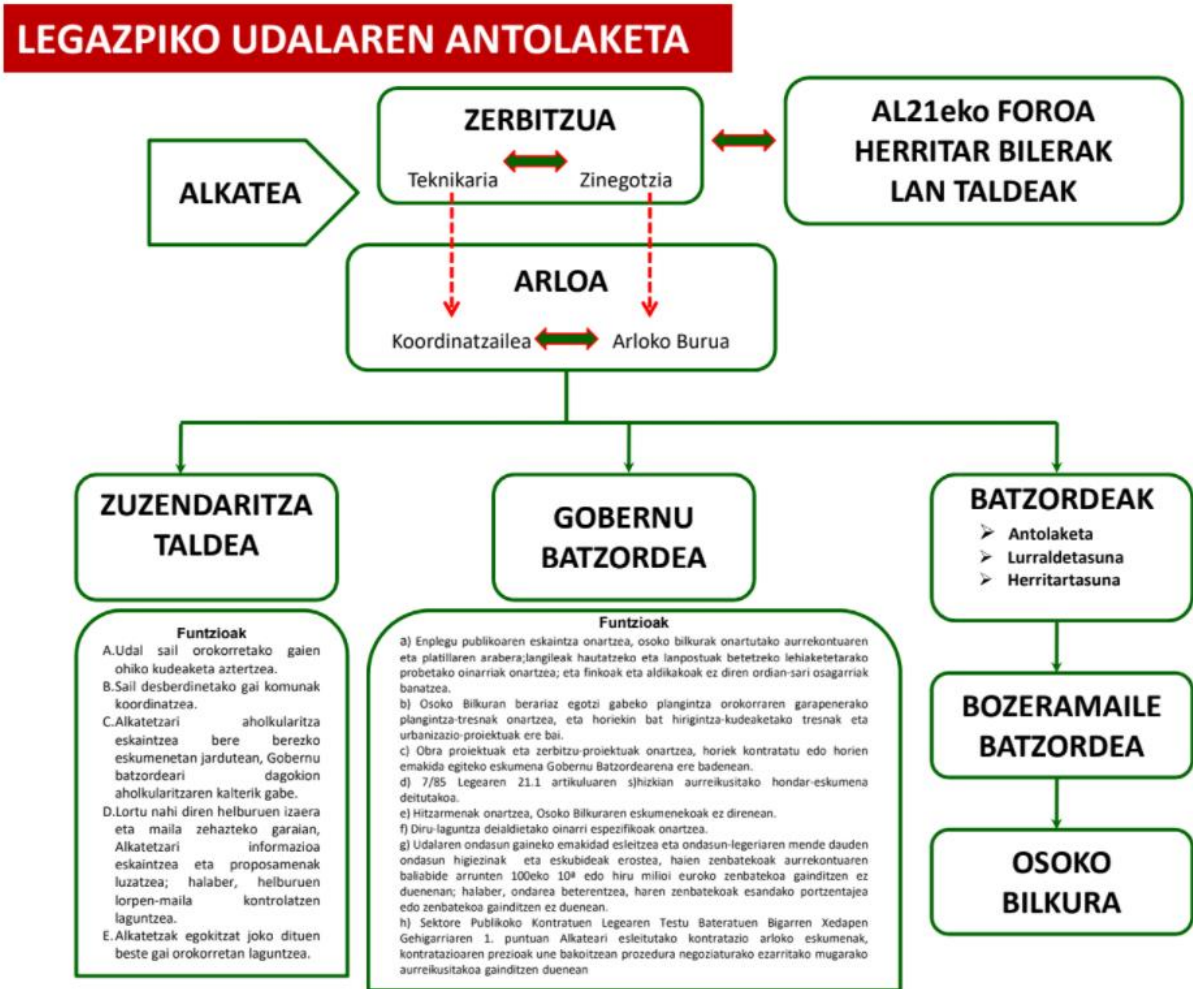 LEGAZPIKO UDALAREN ANTOLAKETA
ALKATEA
ZERBITZUA
Teknikaria
Zinegotzia
AL21eko FOROA
HERRITAR BILERAK
LAN TALDEAK
ARLOA
Koordinatzailea
Arloko Burua
ZUZENDARITZA
TALDEA
GOBERNU
BATZORDEA
BATZORDEAK
➢ Antolaketa
➢ Lurraldetasuna
➢ Herritartasuna
Funtzioak
A.Udal sail orokorretako gaien
ohiko kudeaketa aztertzea.
B.Sail desberdinetako gai komunak
koordinatzea.
C.Alkatetzari aholkularitza
eskaintzea bere berezko
eskumenetan jardutean, Gobernu
batzordeari dagokion
aholkularitzaren kalterik gabe.
D.Lortu nahi diren helburuen izaera
eta maila zehazteko garaian,
Alkatetzari informazioa
eskaintzea eta proposamenak
luzatzea; halaber, helburuen
lorpen-maila kontrolatzen
laguntzea.
E.Alkatetzak egokitzat joko dituen
beste gai orokorretan laguntzea.
Funtzioak
a) Enplegu publikoaren eskaintza onartzea, osoko bilkurak onartutako aurrekontuaren
eta platillaren arabera;langileak hautatzeko eta lanpostuak betetzeko lehiaketetarako
probetako oinarriak onartzea; eta finkoak eta aldikakoak ez diren ordian-sari osagarriak
banatzea.
b) Osoko Bilkuran berariaz egotzi gabeko plangintza orokorraren garapenerako
plangintza-tresnak onartzea, eta horiekin bat hirigintza-kudeaketako tresnak eta
urbanizazio-proiektuak ere bai.
c) Obra proiektuak eta zerbitzu-proiektuak onartzea, horiek kontratatu edo horien
emakida egiteko eskumena Gobernu Batzordearena ere badenean.
d) 7/85 Legearen 21.1 artikuluaren s)hizkian aurreikusitako hondar-eskumena
deitutakoa.
e) Hitzarmenak onartzea, Osoko Bilkuraren eskumenekoak ez direnean.
f) Diru-laguntza deialdietako oinarri espezifikoak onartzea.
g) Udalaren ondasun gaineko emakidad esleitzea eta ondasun-legeriaren mende dauden
ondasun higiezinak eta eskubideak erostea, haien zenbatekoak aurrekontuaren
baliabide arrunten 100eko 10ª edo hiru milioi euroko zenbatekoa gainditzen ez
duenenan; halaber, ondarea beterentzea, haren zenbatekoak esandako portzentajea
edo zenbatekoa gainditzen ez duenean.
h) Sektore Publikoko Kontratuen Legearen Testu Bateratuen Bigarren Xedapen
Gehigarriaren 1. puntuan Alkateari esleitutako kontratazio arloko eskumenak,
kontratazioaren prezioak une bakoitzean prozedura negoziaturako ezarritako mugarako
aurreikusitakoa gainditzen duenean
BOZERAMAILE
BATZORDEA
OSOKO
BILKURA